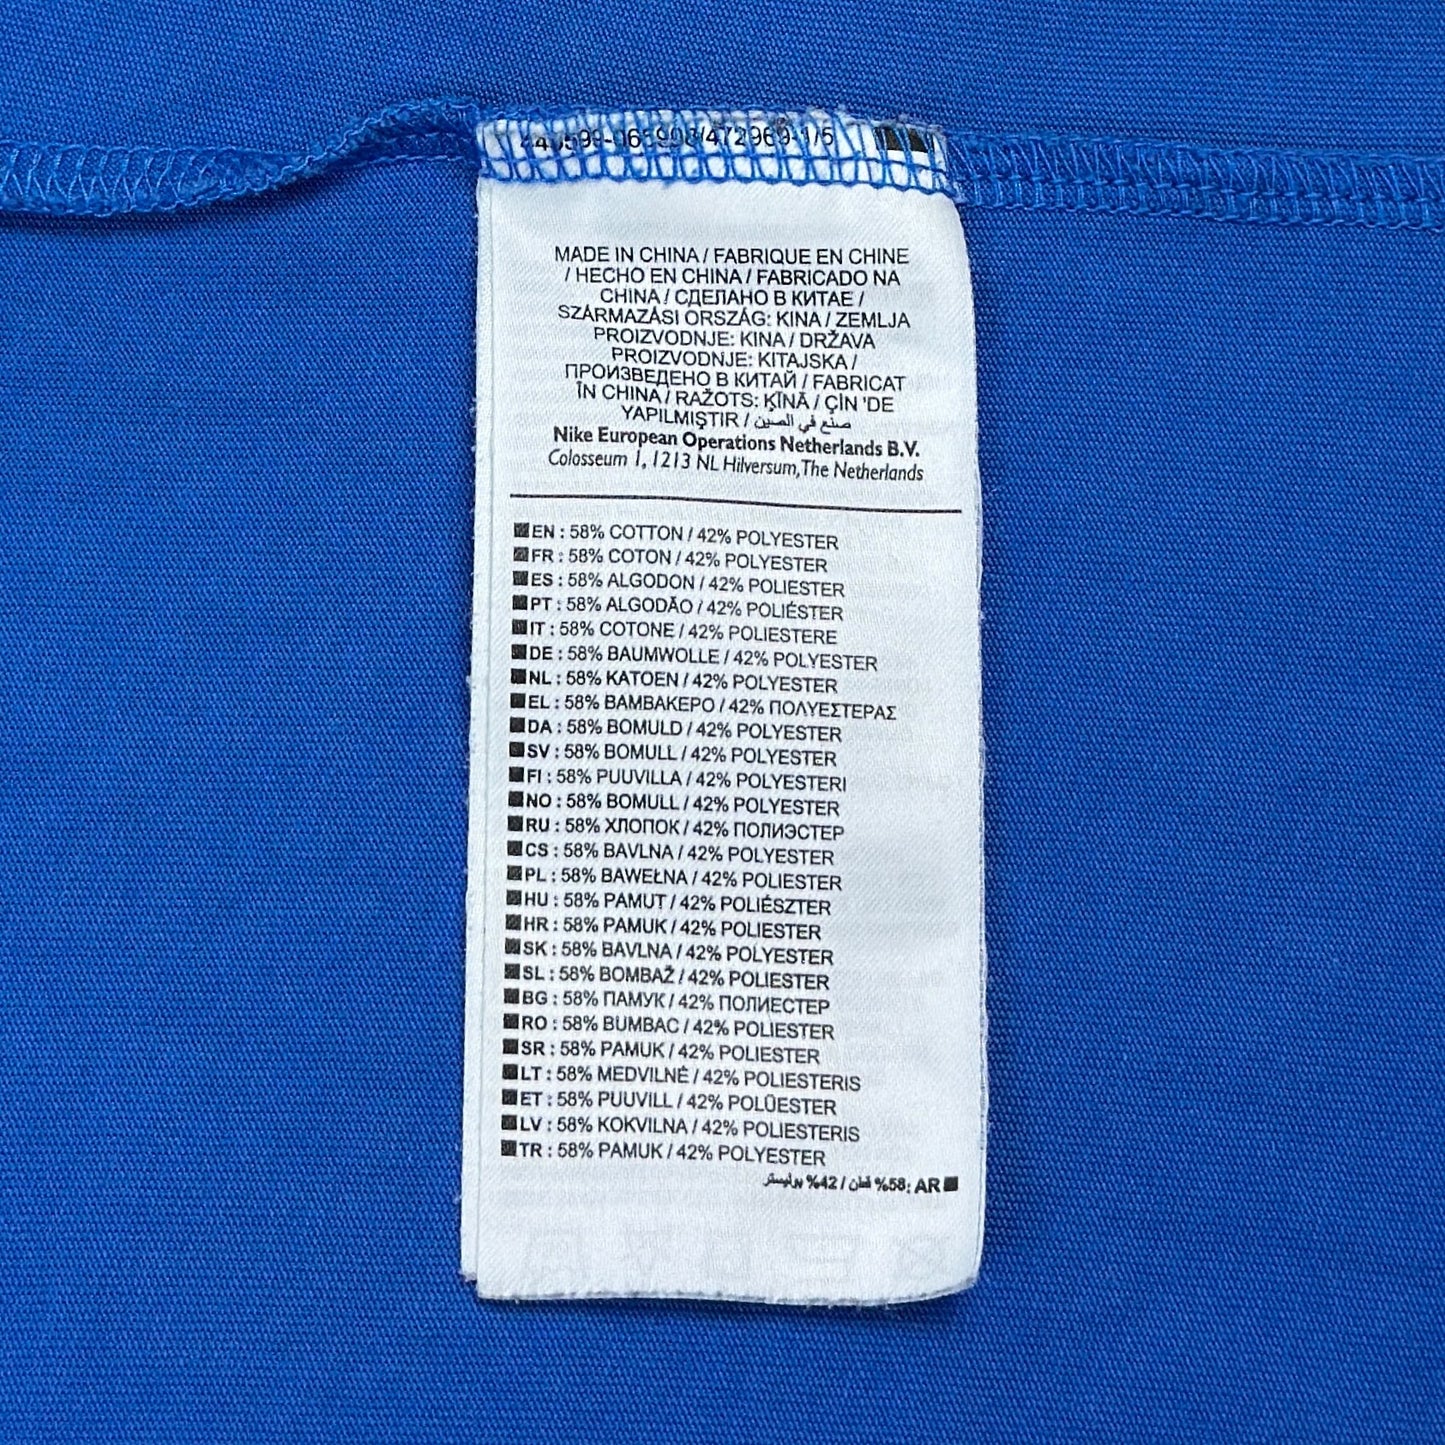 MADE IN CHINA / FABRIQUE EN CHINE
/ HECHO EN CHINA / FABRICADO NA
CHINA / СДЕЛАНО В КИТАЕ /
SZÁRMAZÁSI ORSZÁG: KINA / ZEMLJA
PROIZVODNJE: KINA / DRŽAVA
PROIZVODNJE: KITAJSKA /
ПРОИЗВЕДЕНО В КИТАЙ / FABRICAT
ÎN CHINA / RAŽOTS: ĶĪNĀ / ÇİN 'DE
YAPILMIŞTIR / صنع في الصين
Nike European Operations Netherlands B.V.
Colosseum 1, 1213 NL Hilversum, The Netherlands
EN : 58% COTTON / 42% POLYESTER
FR : 58% COTON / 42% POLYESTER
ES : 58% ALGODON / 42% POLIESTER
PT : 58% ALGODÃO / 42% POLIÉSTER
IT : 58% COTONE / 42% POLIESTERE
DE : 58% BAUMWOLLE / 42% POLYESTER
NL : 58% KATOEN / 42% POLYESTER
EL : 58% ΒΑΜΒΑΚΕΡΟ / 42% ΠΟΛΥΕΣΤΕΡΑΣ
DA : 58% BOMULD / 42% POLYESTER
SV : 58% BOMULL / 42% POLYESTER
FI : 58% PUUVILLA / 42% POLYESTERI
NO : 58% BOMULL / 42% POLYESTER
RU : 58% ХЛОПОК / 42% ПОЛИЭСТЕР
CS : 58% BAVLNA / 42% POLYESTER
PL : 58% BAWEŁNA / 42% POLIESTER
HU : 58% PAMUT / 42% POLIÉSZTER
HR : 58% PAMUK / 42% POLIESTER
SK : 58% BAVLNA / 42% POLYESTER
SL : 58% BOMBAŽ / 42% POLIESTER
BG : 58% ПАМУК / 42% ПОЛИЕСТЕР
RO : 58% BUMBAC / 42% POLIESTER
SR : 58% PAMUK / 42% POLIESTER
LT : 58% MEDVILNĖ / 42% POLIESTERIS
ET : 58% PUUVILL / 42% POLÜESTER
LV : 58% KOKVILNA / 42% POLIESTERIS
TR : 58% PAMUK / 42% POLYESTER
AR :58% قطن / 42% بوليستر